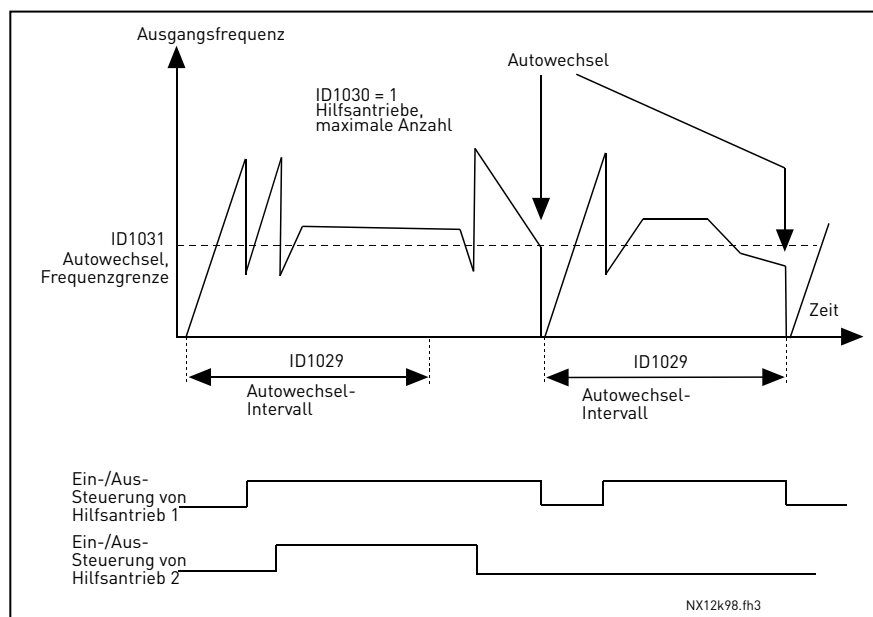 Ausgangsfrequenz
Autowechsel
ID1030 = 1
Hilfsantriebe,
maximale Anzahl
ID1031
Autowechsel,
Frequenzgrenze
Zeit
ID1029
Autowechsel-
Intervall
ID1029
Autowechsel-
Intervall
Ein-/Aus-
Steuerung von
Hilfsantrieb 1
Ein-/Aus-
Steuerung von
Hilfsantrieb 2
NX12k98.fh3